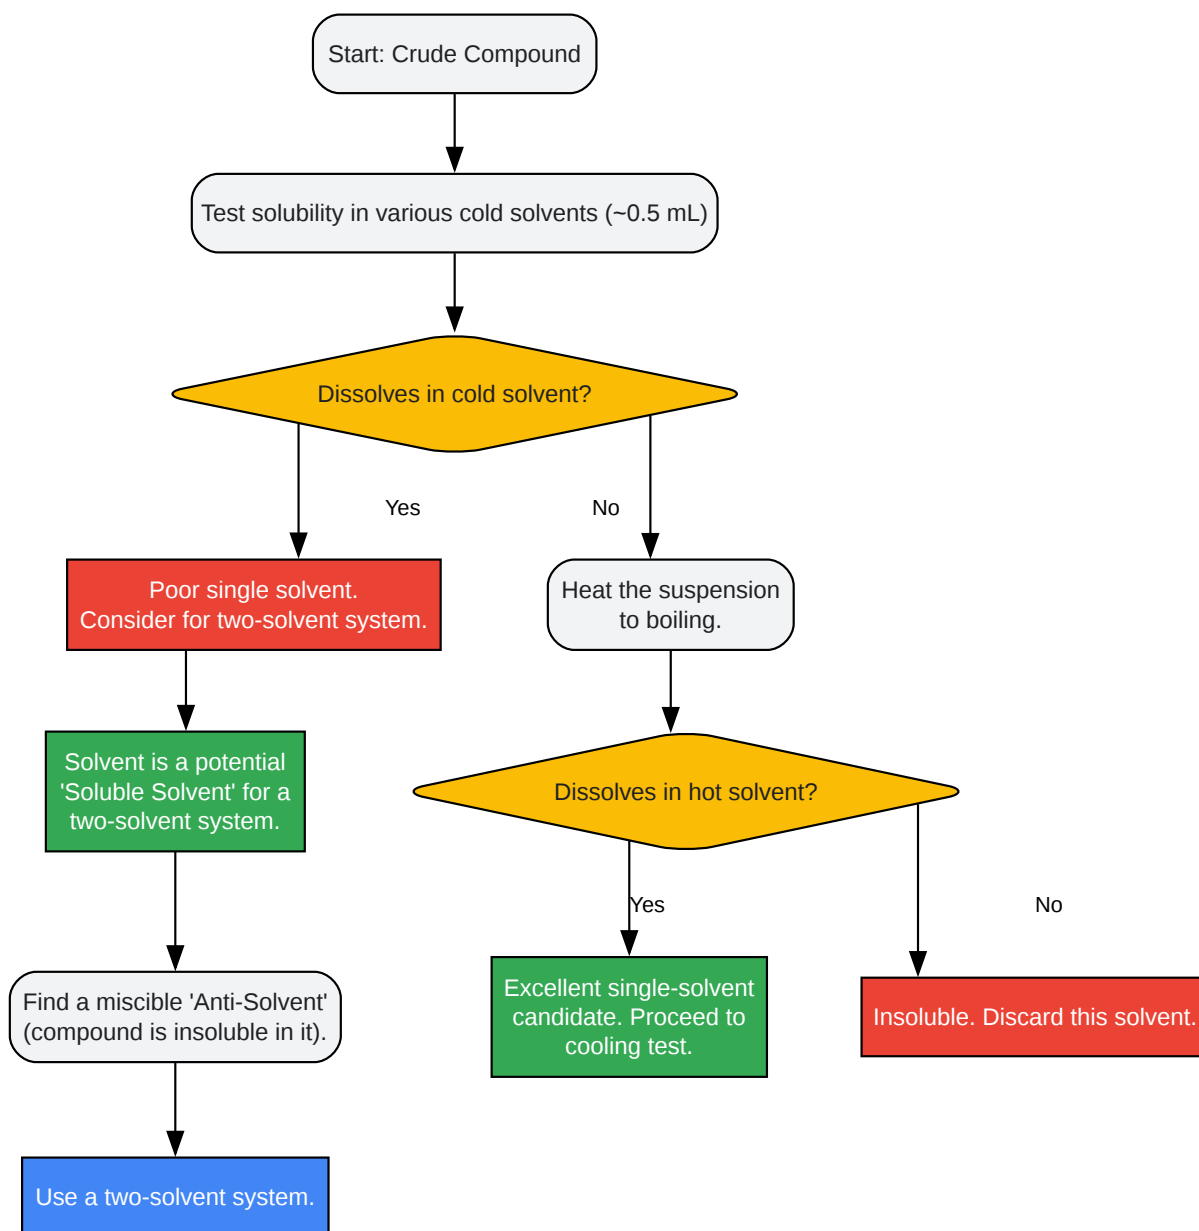 Start: Crude Compound
Test solubility in various cold solvents (~0.5 mL)
Dissolves in cold solvent?
Yes
No
Poor single solvent.
Consider for two-solvent system.
Heat the suspension
to boiling.
Solvent is a potential
'Soluble Solvent' for a
two-solvent system.
Dissolves in hot solvent?
Yes
No
Find a miscible 'Anti-Solvent'
(compound is insoluble in it).
Excellent single-solvent
candidate. Proceed to
cooling test.
Insoluble. Discard this solvent.
Use a two-solvent system.